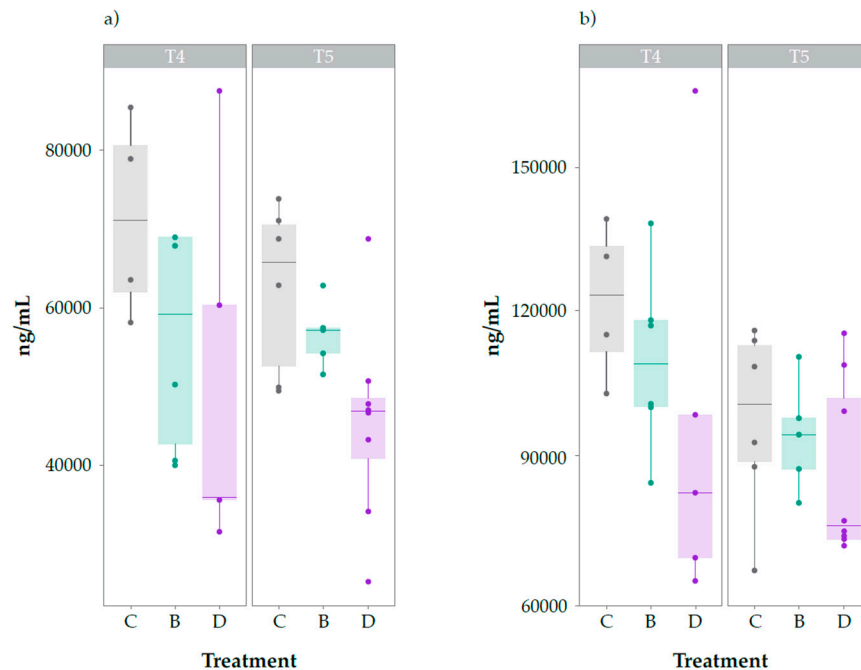 a)
T4 T5
80000
60000
40000
ng/mL
C B D C B D
Treatment
b)
T4 T5
150000
120000
90000
60000
ng/mL
C B D C B D
Treatment